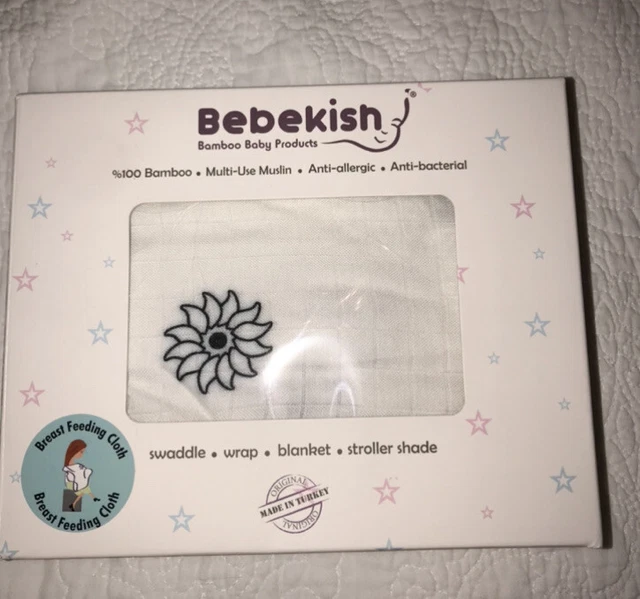 Bebekish®
Bamboo Baby Products
%100 Bamboo • Multi-Use Muslin • Anti-allergic • Anti-bacterial
Breast Feeding Cloth
Breast Feeding Cloth
swaddle • wrap • blanket • stroller shade
ORIGINAL
MADE IN TURKEY
ORIGINAL